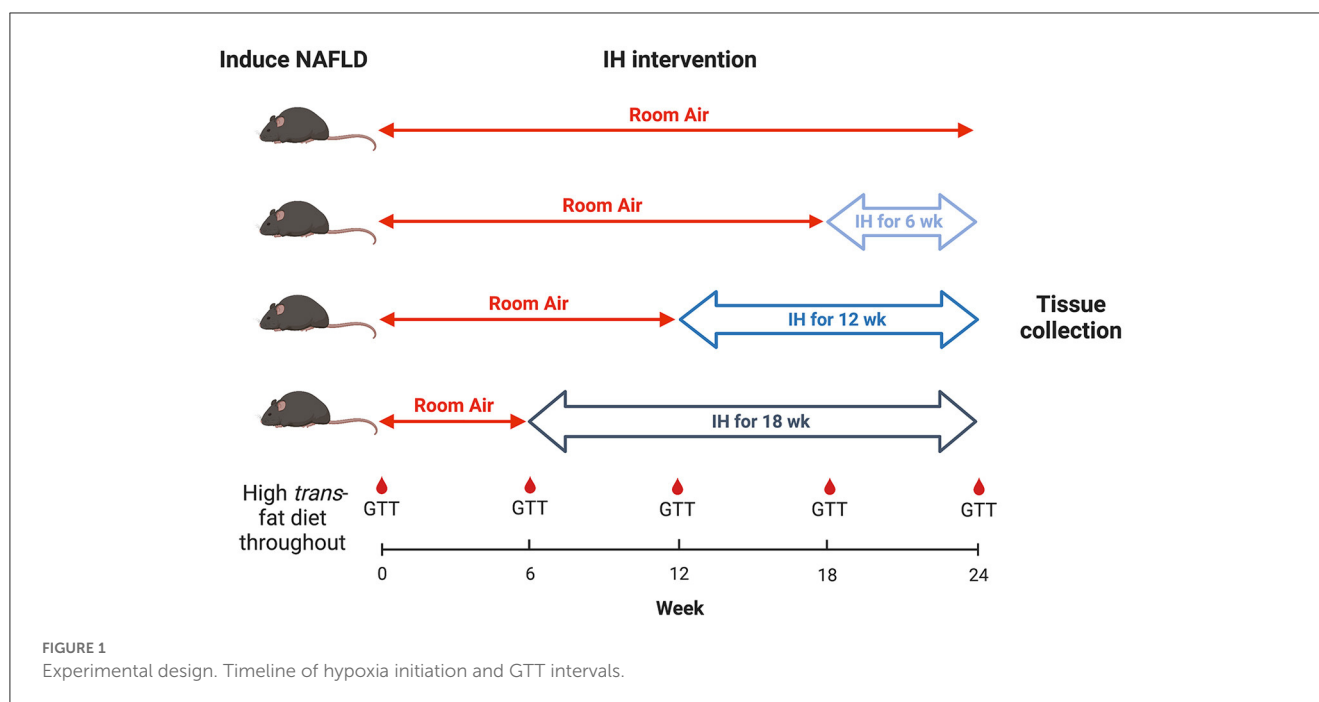 Induce NAFLD
IH intervention
Room Air
Room Air
IH for 6 wk
Room Air
IH for 12 wk
Tissue
collection
Room Air
IH for 18 wk
High trans-
fat diet
throughout
GTT
GTT
GTT
GTT
GTT
0
6
12
18
24
Week
FIGURE 1
Experimental design. Timeline of hypoxia initiation and GTT intervals.